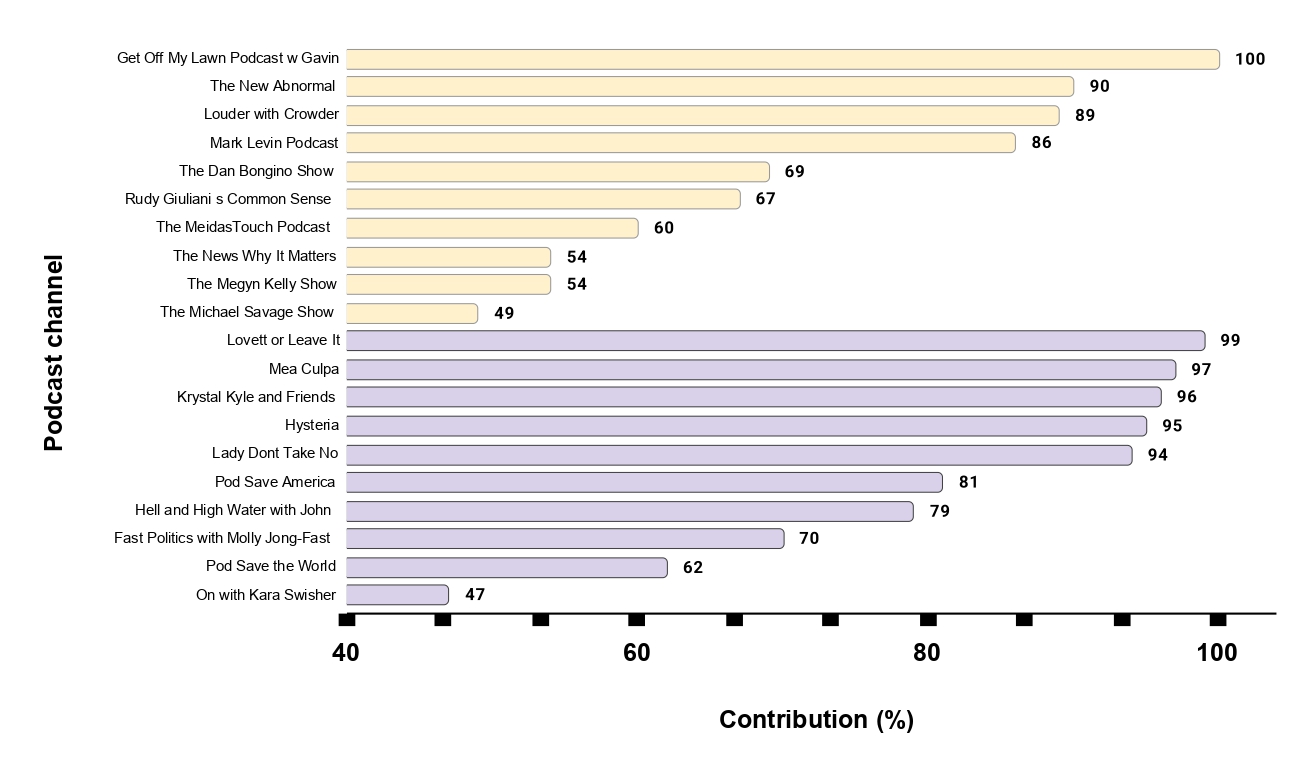 Get Off My Lawn Podcast w Gavin 100
The New Abnormal 90
Louder with Crowder 89
Mark Levin Podcast 86
The Dan Bongino Show 69
Rudy Giuliani s Common Sense 67
The MeidasTouch Podcast 60
The News Why It Matters 54
The Megyn Kelly Show 54
The Michael Savage Show 49
Lovett or Leave It 99
Mea Culpa 97
Krystal Kyle and Friends 96
Hysteria 95
Lady Dont Take No 94
Pod Save America 81
Hell and High Water with John 79
Fast Politics with Molly Jong-Fast 70
Pod Save the World 62
On with Kara Swisher 47
Podcast channel
40 60 80 100
Contribution (%)